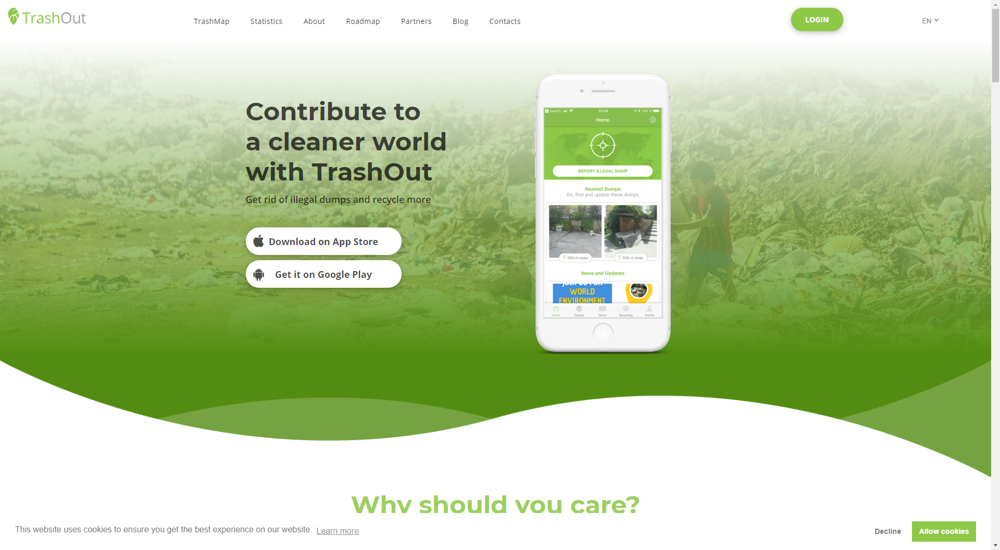 TrashOut
TrashMap Statistics About Roadmap Partners Blog Contacts
LOGIN
EN
Contribute to
a cleaner world
with TrashOut
Get rid of illegal dumps and recycle more
Download on App Store
Get it on Google Play
Search 12:54 100 %
Home
REPORT ILLEGAL DUMP
Nearest Dumps
Go, find and update these dumps
500 m away 500 m away
News and Updates
JOIN US FOR
WORLD
ENVIRONMENT
Home Dumps News Recycling Profile
Why should you care?
This website uses cookies to ensure you get the best experience on our website. Learn more
Decline
Allow cookies